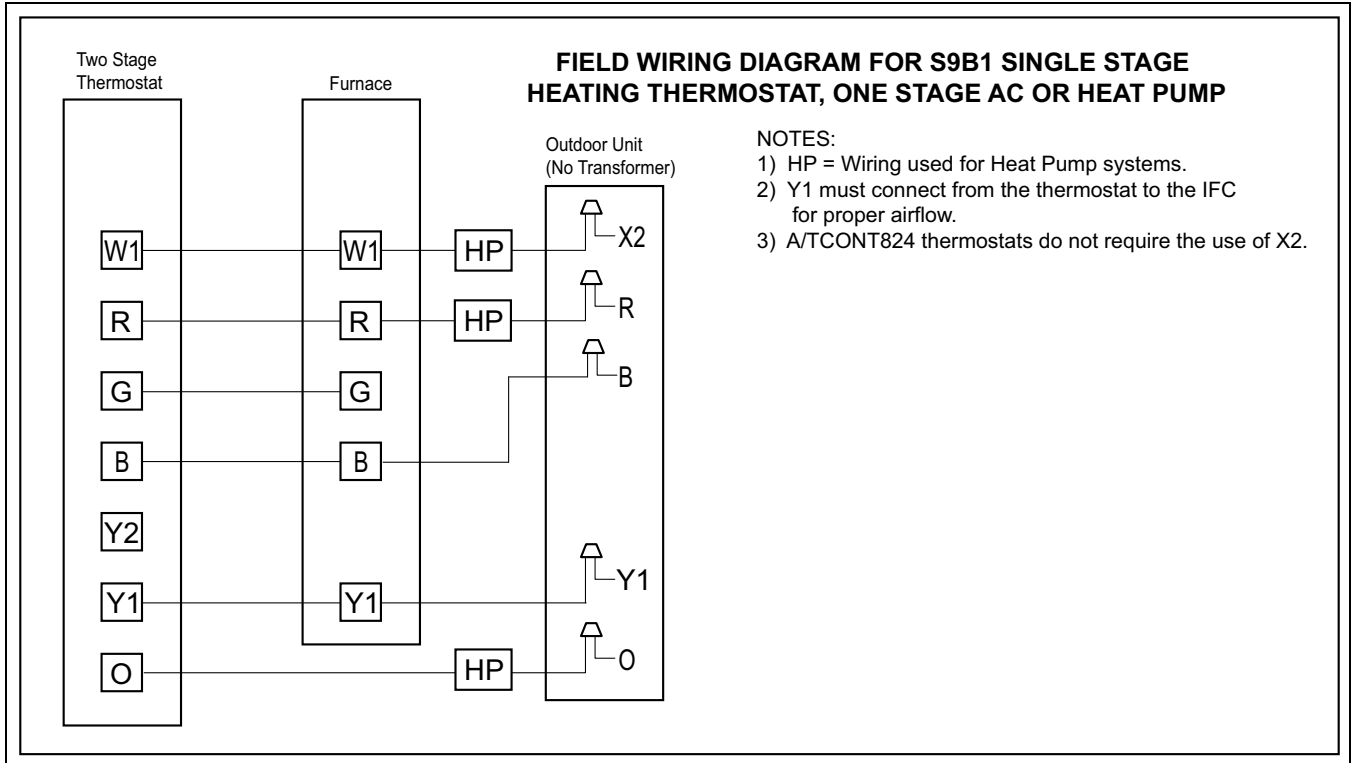 FIELD WIRING DIAGRAM FOR S9B1 SINGLE STAGE
HEATING THERMOSTAT, ONE STAGE AC OR HEAT PUMP
Two Stage
Thermostat
Furnace
Outdoor Unit
(No Transformer)
NOTES:
1) HP = Wiring used for Heat Pump systems.
2) Y1 must connect from the thermostat to the IFC
for proper airflow.
3) A/TCONT824 thermostats do not require the use of X2.
W1 W1 HP X2
R R HP R
G G
B B B
Y2
Y1 Y1 Y1
O HP O